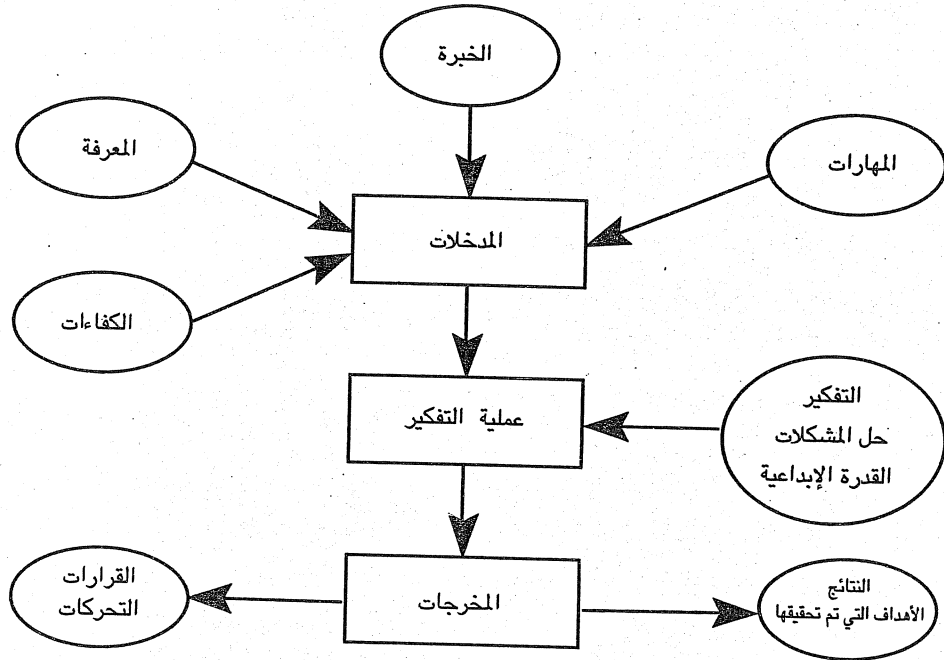 الخبرة
المعرفة
المهارات
المدخلات
الكفاءات
عملية التفكير
التفكير
حل المشكلات
القدرة الإبداعية
المخرجات
القرارات
التحركات
النتائج
الأهداف التي تم تحقيقها